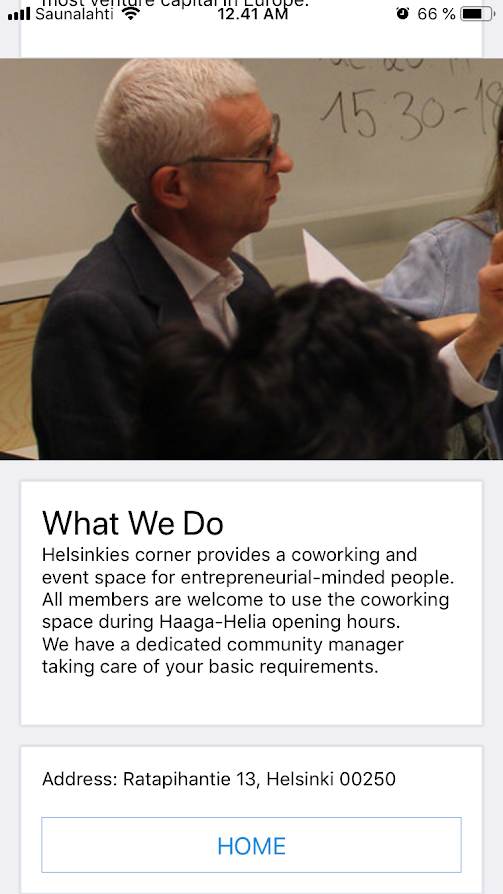 most venture capital in Europe.
Saunalahti 12.41 AM 66 %
15:30-18
What We Do
Helsinkies corner provides a coworking and
event space for entrepreneurial-minded people.
All members are welcome to use the coworking
space during Haaga-Helia opening hours.
We have a dedicated community manager
taking care of your basic requirements.
Address: Ratapihantie 13, Helsinki 00250
HOME